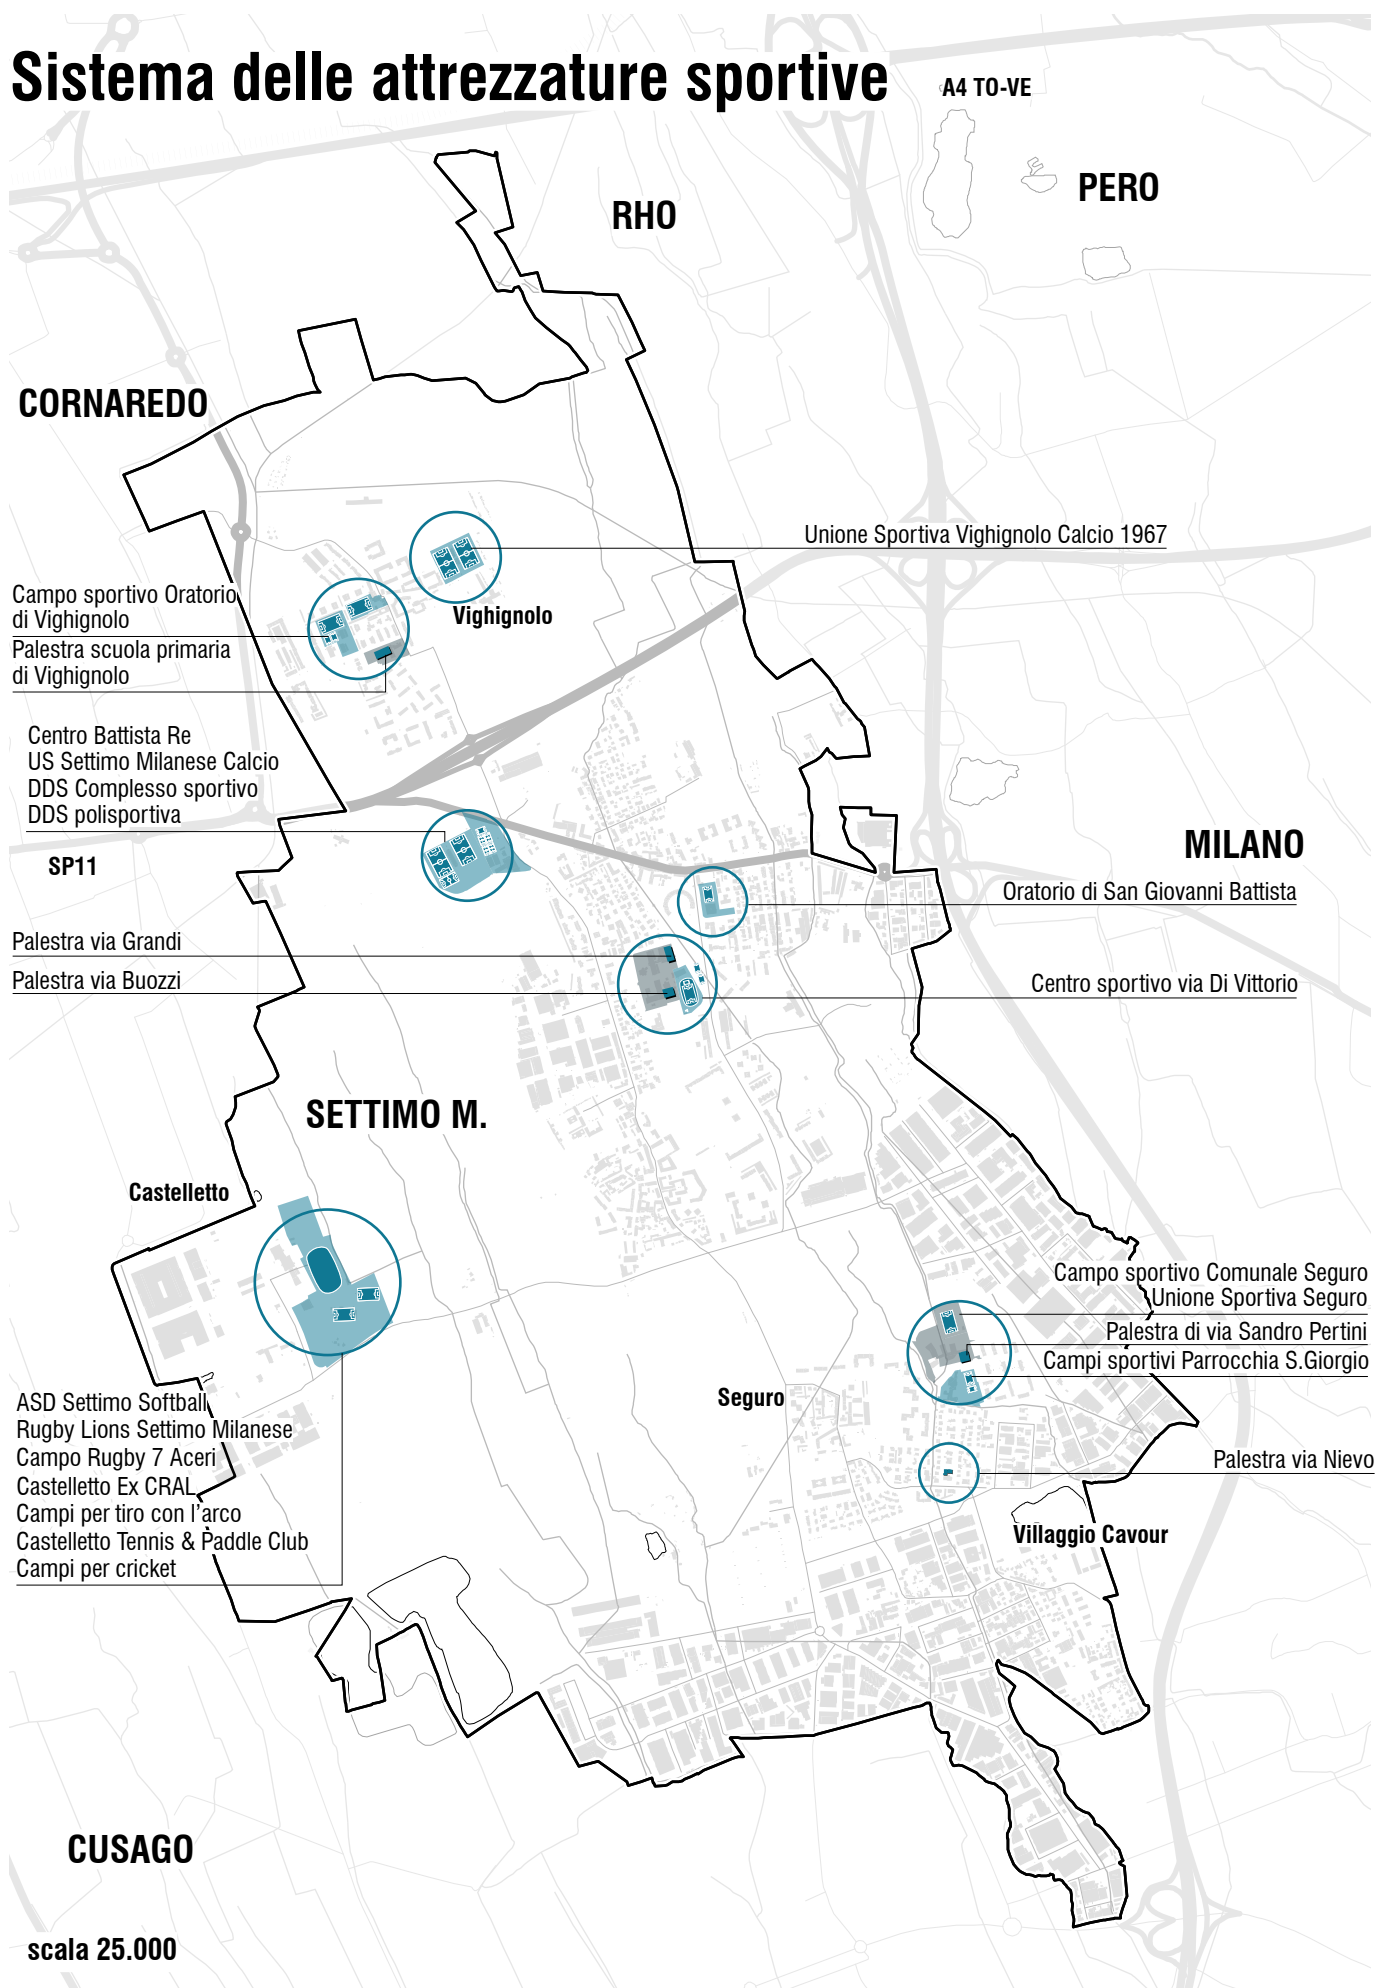 Sistema delle attrezzature sportive
A4 TO-VE
PERO
RHO
CORNAREDO
Unione Sportiva Vighignolo Calcio 1967
Campo sportivo Oratorio
di Vighignolo
Vighignolo
Palestra scuola primaria
di Vighignolo
Centro Battista Re
US Settimo Milanese Calcio
DDS Complesso sportivo
DDS polisportiva
SP11
MILANO
Oratorio di San Giovanni Battista
Palestra via Grandi
Palestra via Buozzi
Centro sportivo via Di Vittorio
SETTIMO M.
Castelletto
Campo sportivo Comunale Seguro
Unione Sportiva Seguro
Palestra di via Sandro Pertini
Campi sportivi Parrocchia S.Giorgio
Seguro
ASD Settimo Softball
Rugby Lions Settimo Milanese
Campo Rugby 7 Aceri
Castelletto Ex CRAL
Campi per tiro con l'arco
Castelletto Tennis & Paddle Club
Campi per cricket
Palestra via Nievo
Villaggio Cavour
CUSAGO
scala 25.000